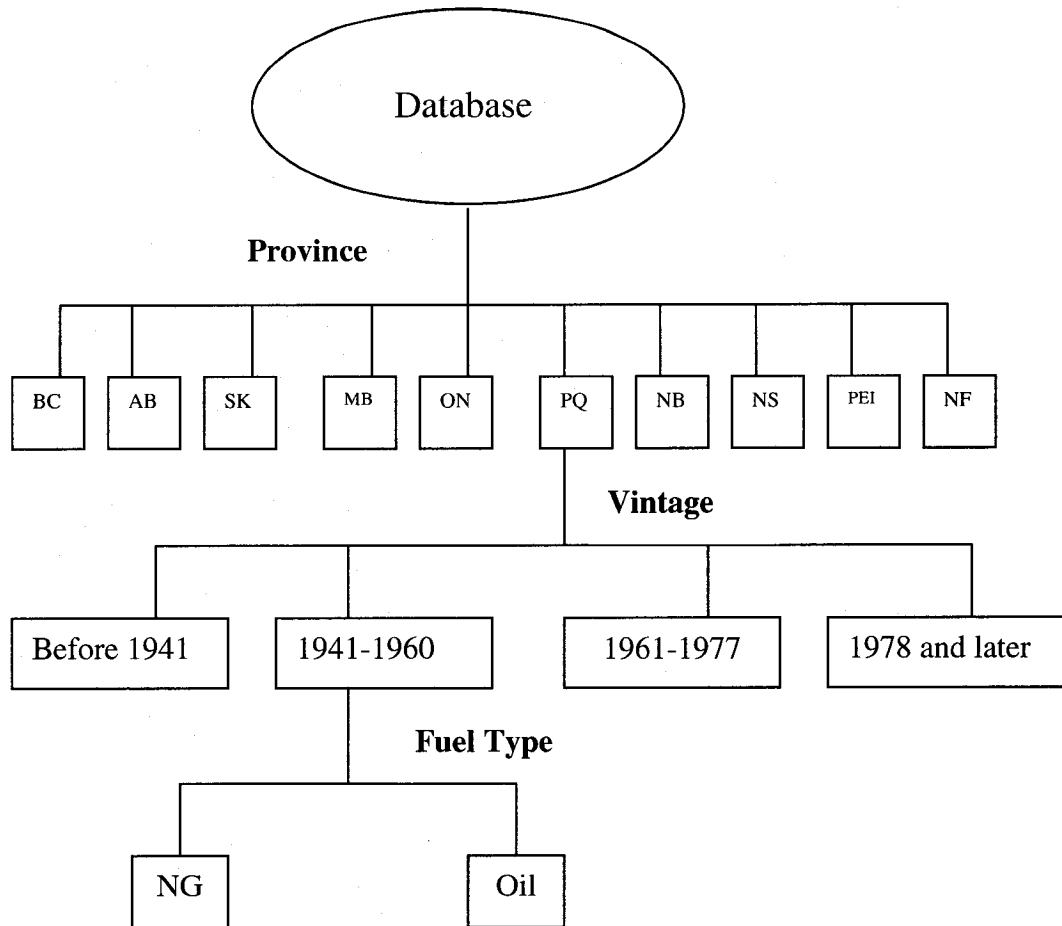 Database
Province
BC AB SK MB ON PQ NB NS PEI NF
Vintage
Before 1941 1941-1960 1961-1977 1978 and later
Fuel Type
NG Oil